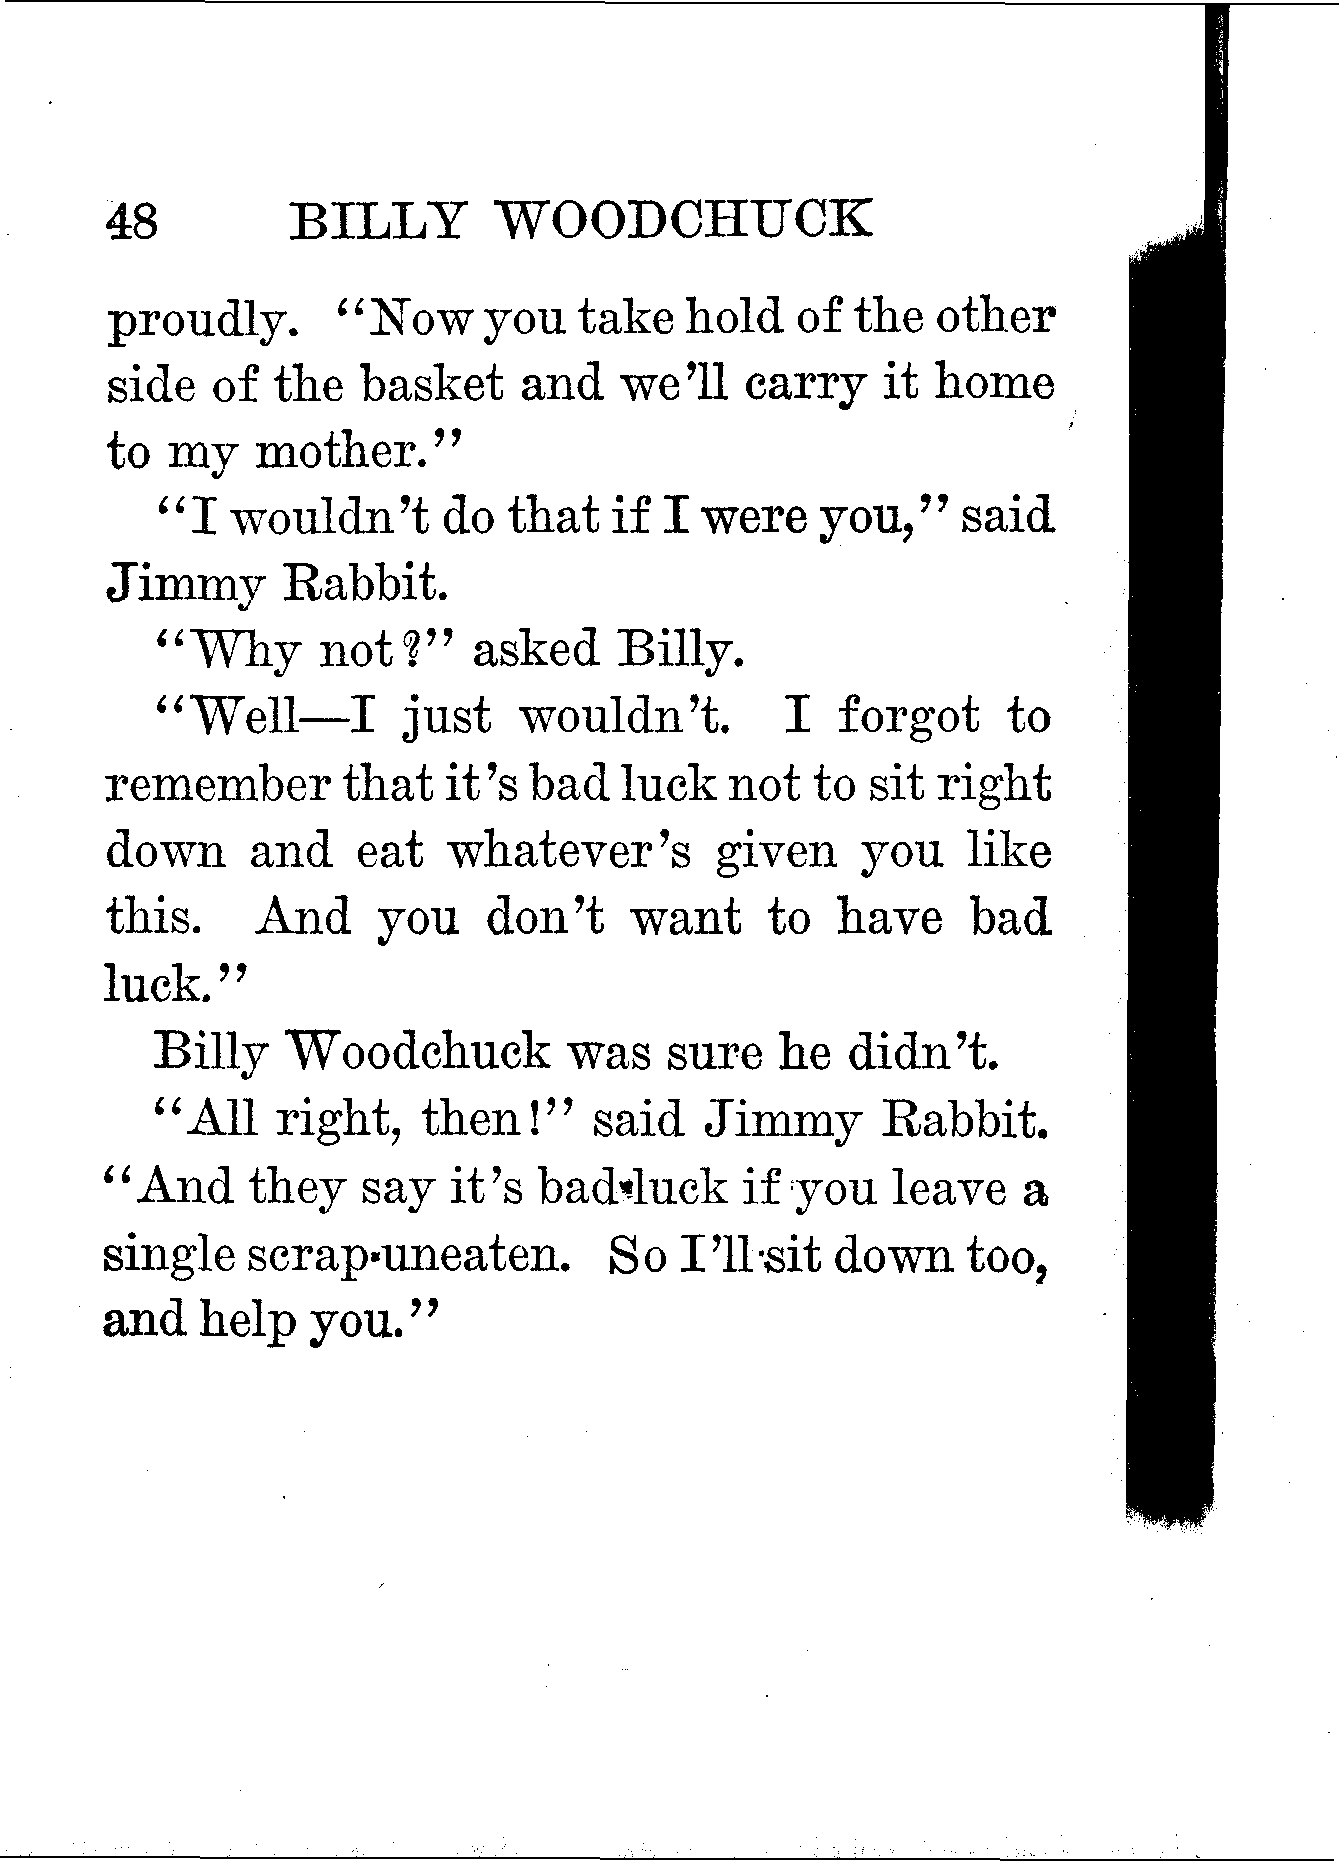 48 BILLY WOODCHUCK
proudly. "Now you take hold of the other
side of the basket and we'll carry it home
to my mother."
"I wouldn't do that if I were you," said
Jimmy Rabbit.
"Why not?" asked Billy.
"Well—I just wouldn't. I forgot to
remember that it's bad luck not to sit right
down and eat whatever's given you like
this. And you don't want to have bad
luck."
Billy Woodchuck was sure he didn't.
"All right, then!" said Jimmy Rabbit.
"And they say it's bad luck if you leave a
single scrap uneaten. So I'll sit down too,
and help you."